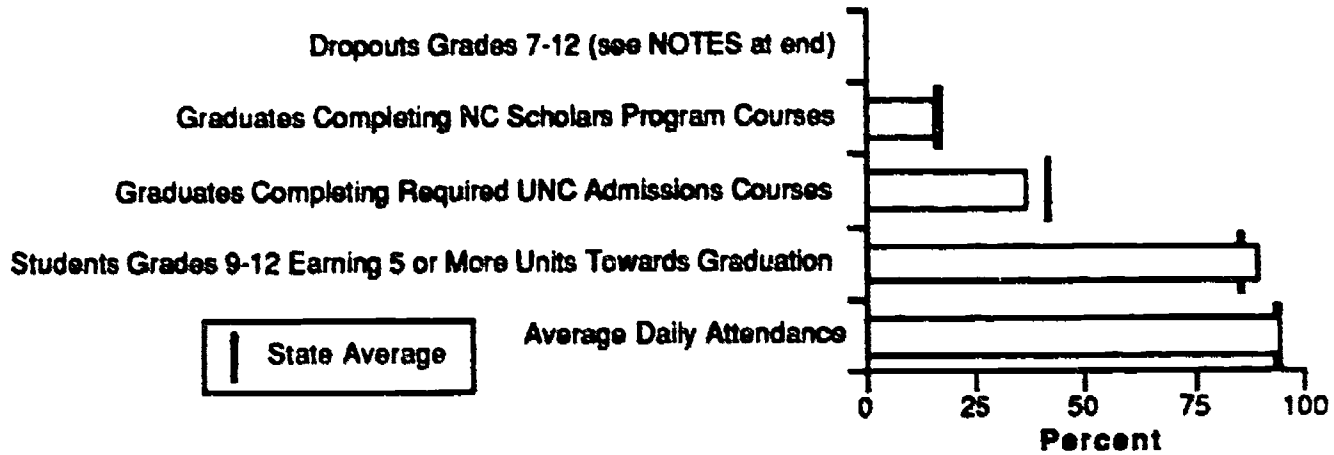 Dropouts Grades 7-12 (see NOTES at end)
Graduates Completing NC Scholars Program Courses
Graduates Completing Required UNC Admissions Courses
Students Grades 9-12 Earning 5 or More Units Towards Graduation
Average Daily Attendance
State Average
0 25 50 75 100
Percent